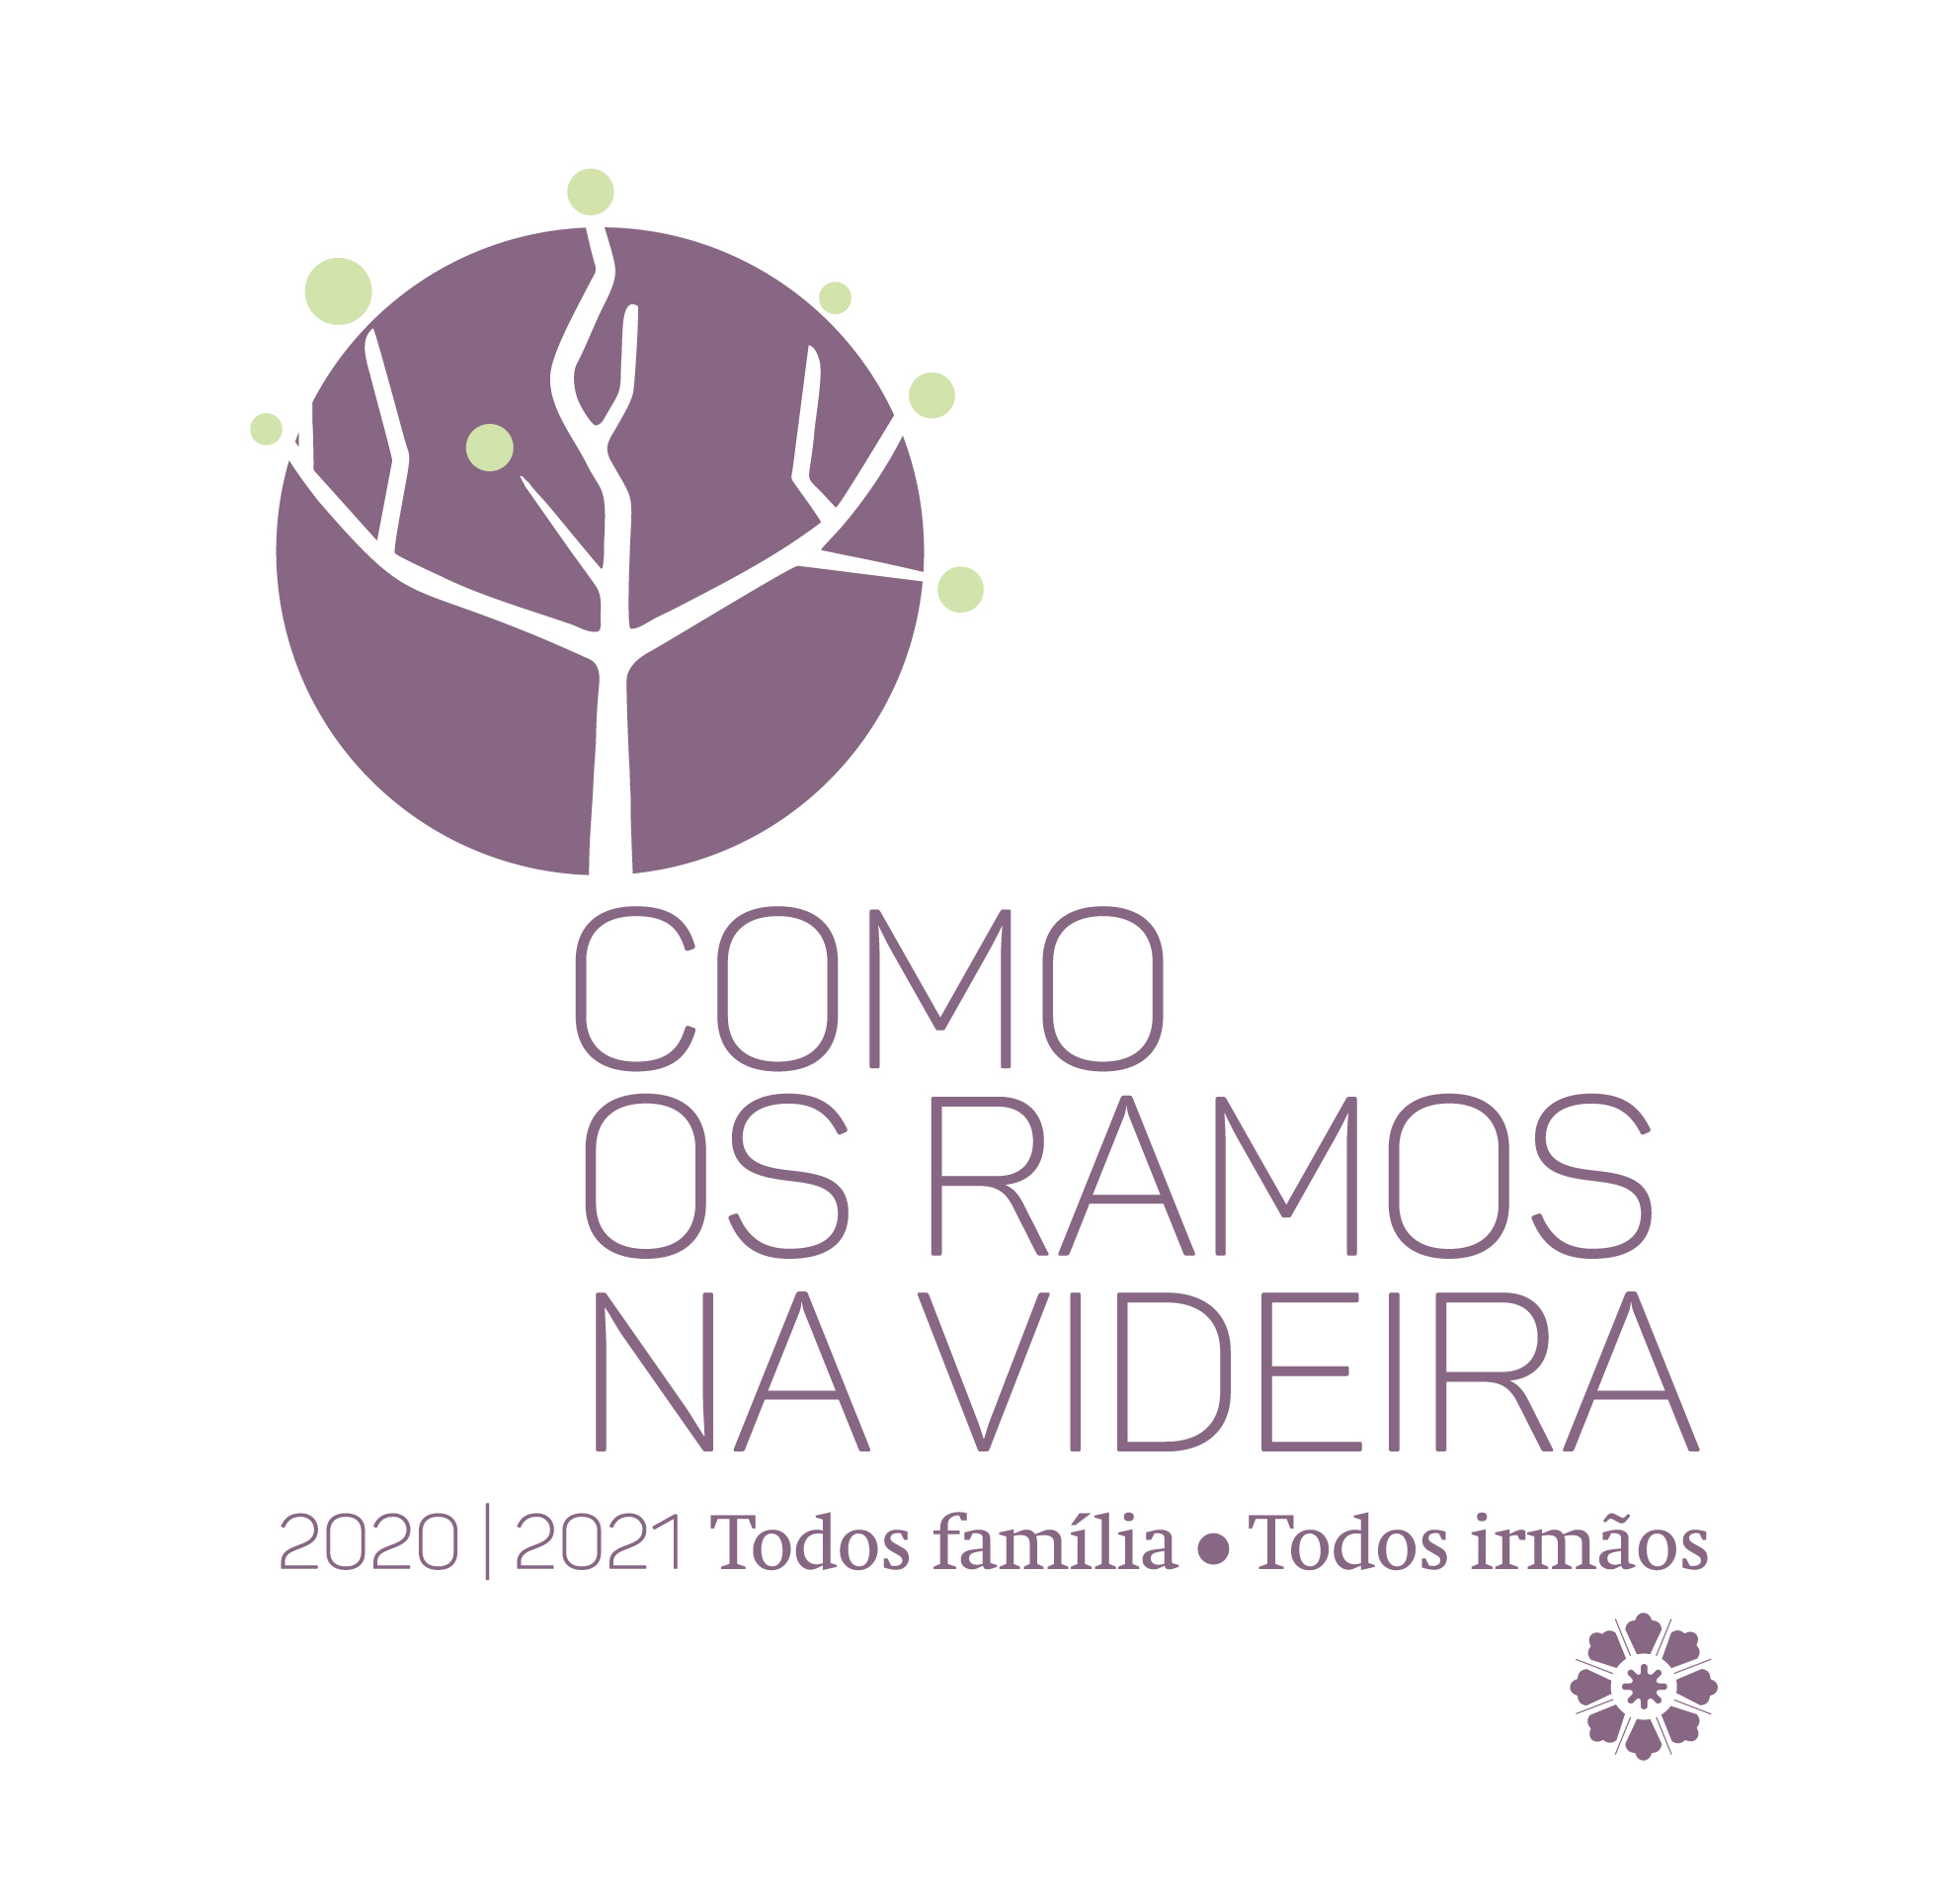 COMO
OS RAMOS
NA VIDEIRA
2020|2021 Todos família • Todos irmãos